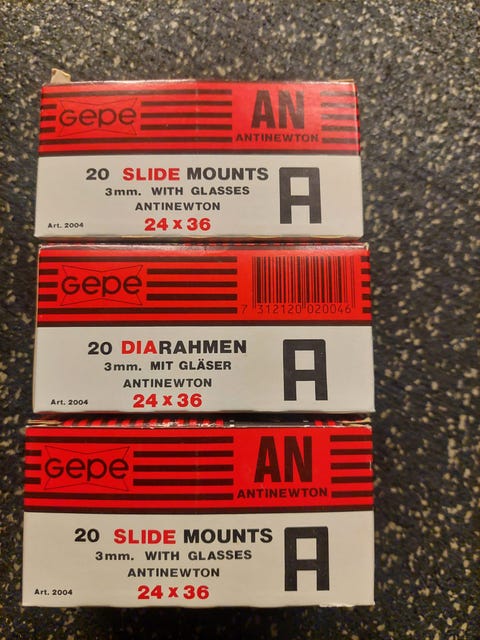 Gepe
AN
ANTINEWTON
20 SLIDE MOUNTS
3mm. WITH GLASSES
ANTINEWTON
24 x 36
Art. 2004
A
Gepe
7 312120 020046
20 DIARAHMEN
3mm. MIT GLÄSER
ANTINEWTON
24 x 36
Art. 2004
A
Gepe
AN
ANTINEWTON
20 SLIDE MOUNTS
3mm. WITH GLASSES
ANTINEWTON
24 x 36
Art. 2004
A